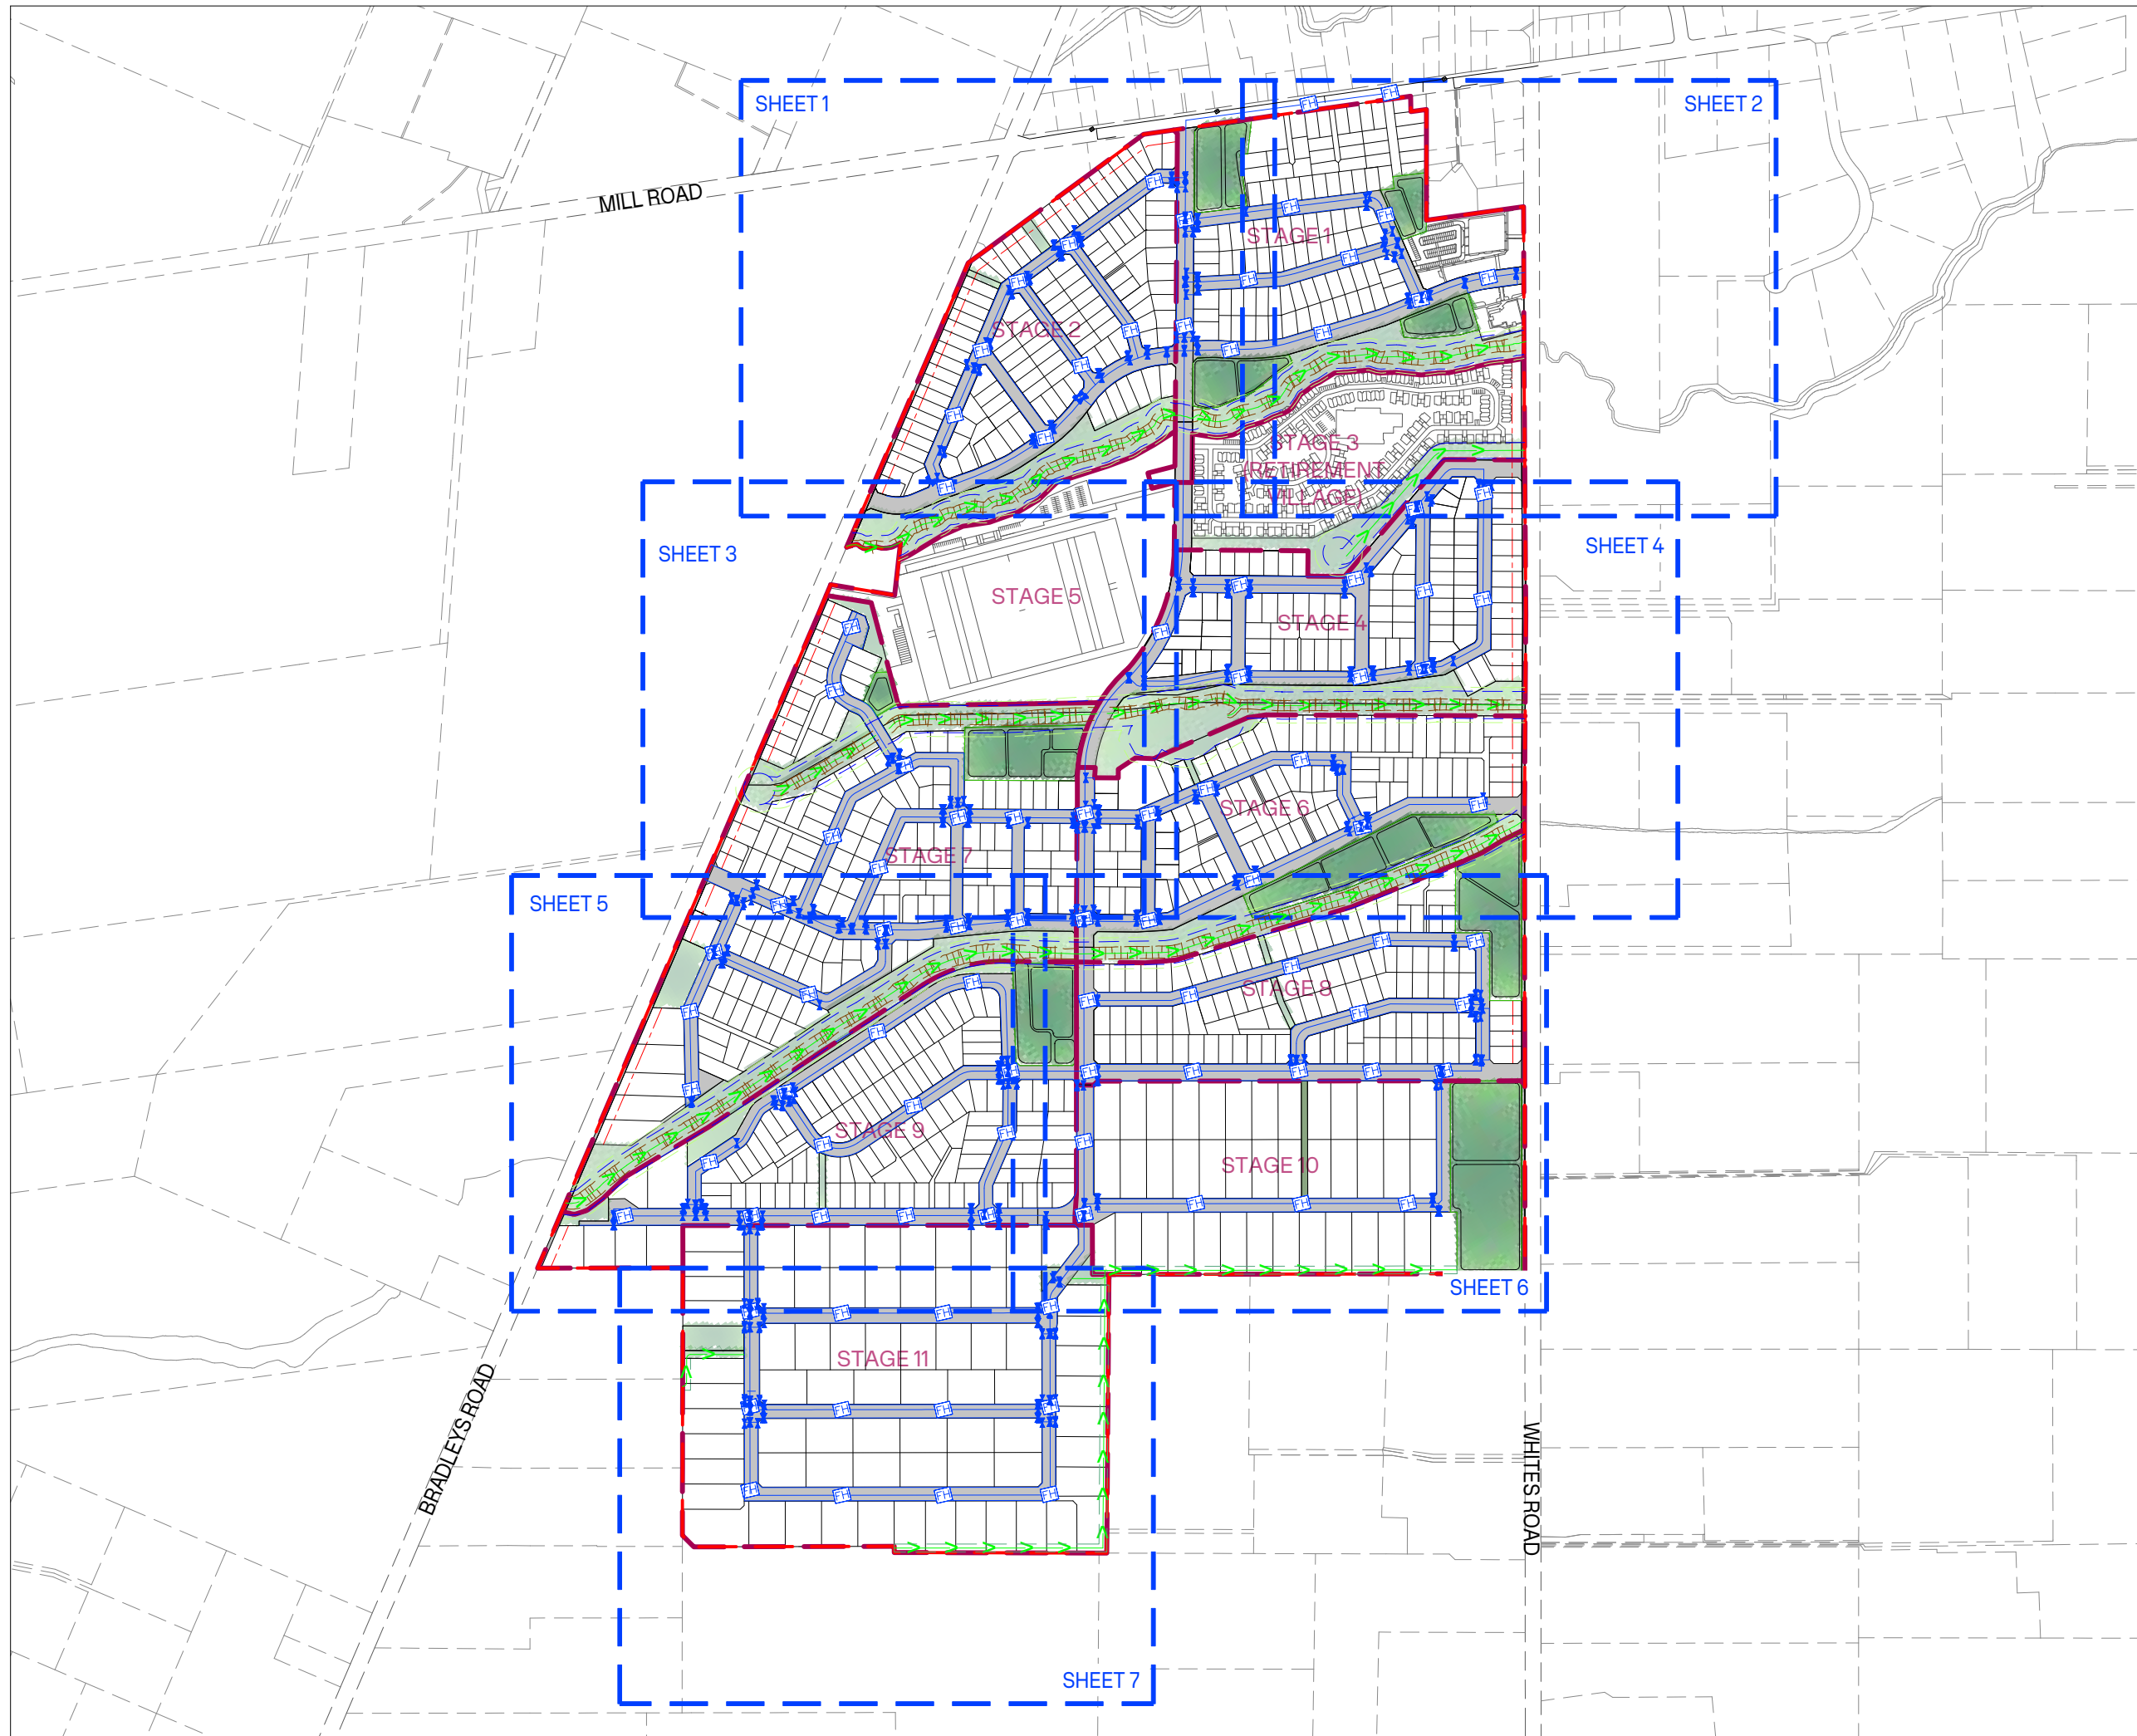 SHEET 1
SHEET 2
MILL ROAD
STAGE 1
STAGE 2
STAGE 3
(RETIREMENT
VILLAGE)
SHEET 3
SHEET 4
STAGE 5
STAGE 4
STAGE 6
STAGE 7
SHEET 5
STAGE 8
STAGE 9
STAGE 10
SHEET 6
STAGE 11
BRADLEYS ROAD
WHITES ROAD
SHEET 7
FH